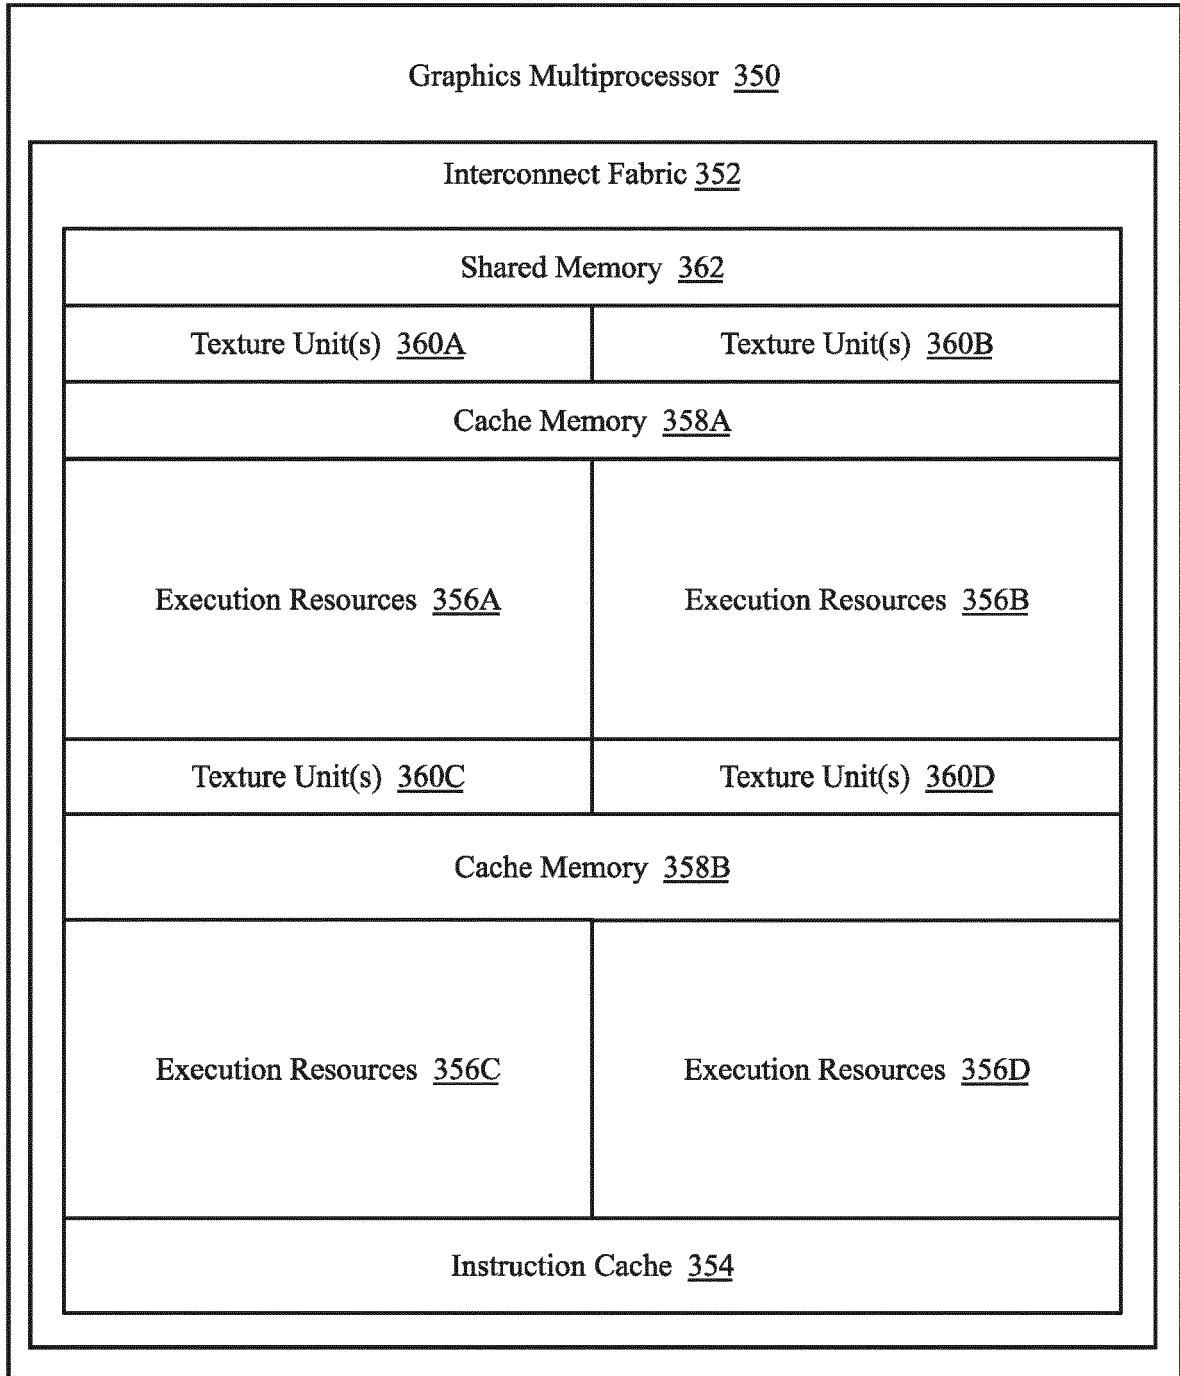 Graphics Multiprocessor 350
Interconnect Fabric 352
Shared Memory 362
Texture Unit(s) 360A
Texture Unit(s) 360B
Cache Memory 358A
Execution Resources 356A
Execution Resources 356B
Texture Unit(s) 360C
Texture Unit(s) 360D
Cache Memory 358B
Execution Resources 356C
Execution Resources 356D
Instruction Cache 354